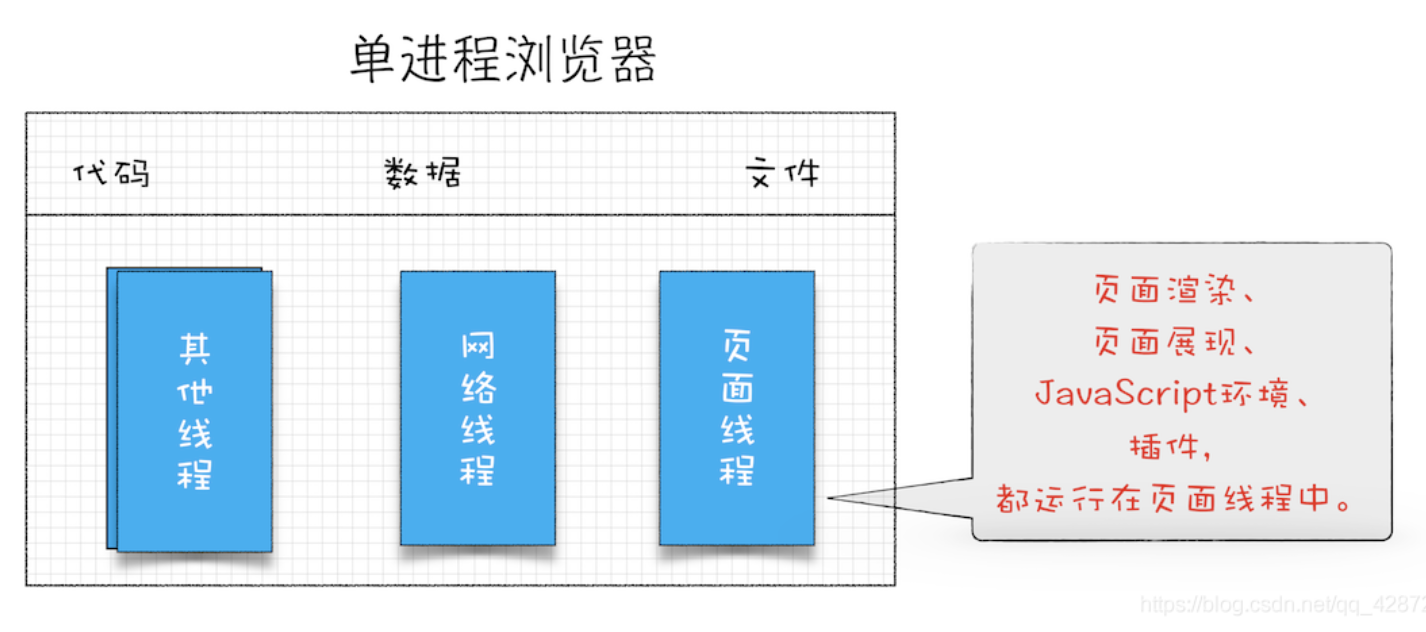 单进程浏览器
代码
数据
文件
其他线程
网络线程
页面线程
页面渲染、
页面展现、
JavaScript环境、
插件，
都运行在页面线程中。
https://blog.csdn.net/qq_42872